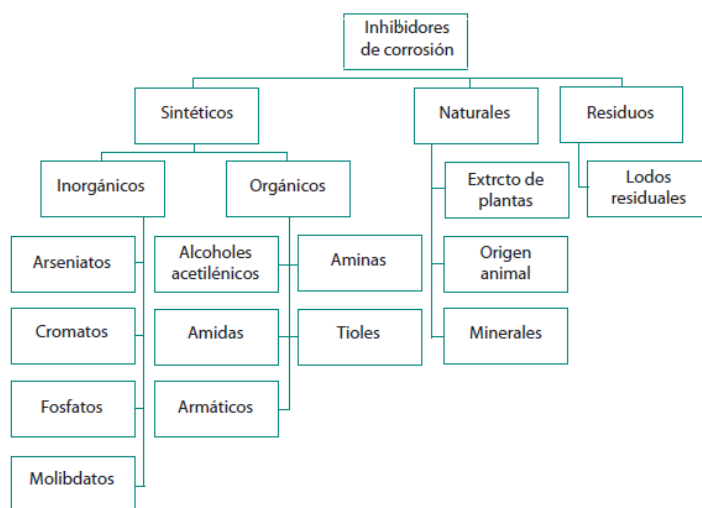 Inhibidores
de corrosión
Sintéticos
Naturales
Residuos
Inorgánicos
Orgánicos
Extrcto de
plantas
Lodos
residuales
Arseniatos
Alcoholes
acetilénicos
Aminas
Origen
animal
Cromatos
Amidas
Tioles
Minerales
Fosfatos
Armáticos
Molibdatos